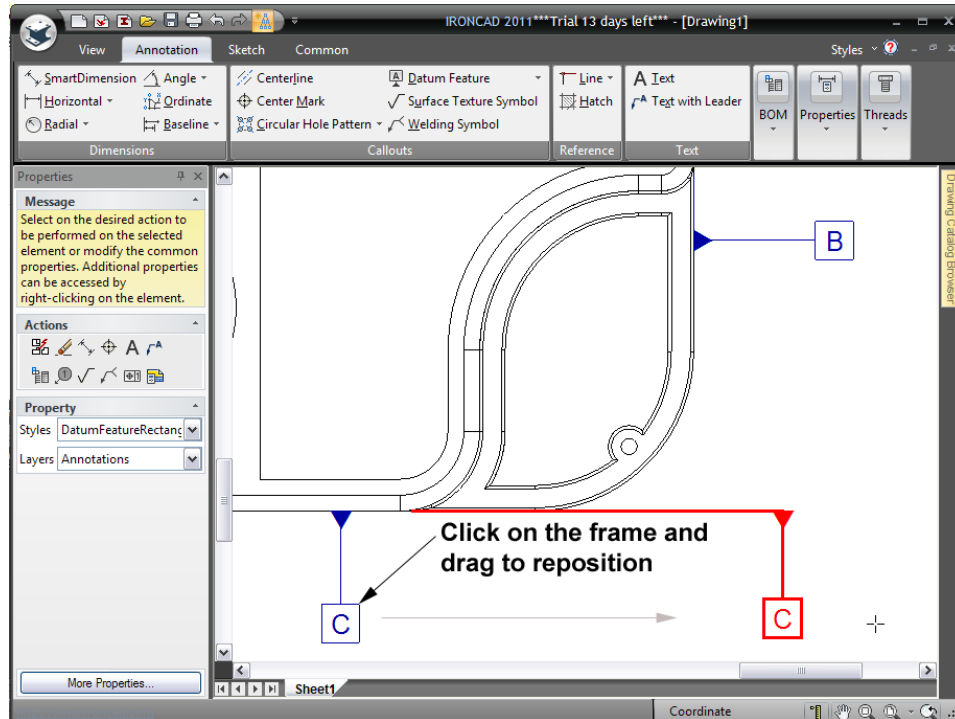 IRONCAD 2011***Trial 13 days left*** - [Drawing1]
View Annotation Sketch Common Styles
SmartDimension Angle Centerline Datum Feature Line A Text
Horizontal Ordinate Center Mark Surface Texture Symbol Hatch Text with Leader
Radial Baseline Circular Hole Pattern Welding Symbol BOM Properties Threads
Dimensions Callouts Reference Text
Properties
Message
Select on the desired action to
be performed on the selected
element or modify the common
properties. Additional properties
can be accessed by
right-clicking on the element.
Actions
Property
Styles DatumFeatureRectang
Layers Annotations
More Properties...
B
Click on the frame and
drag to reposition
C
C
Drawing Catalog Browser
Sheet1
Coordinate